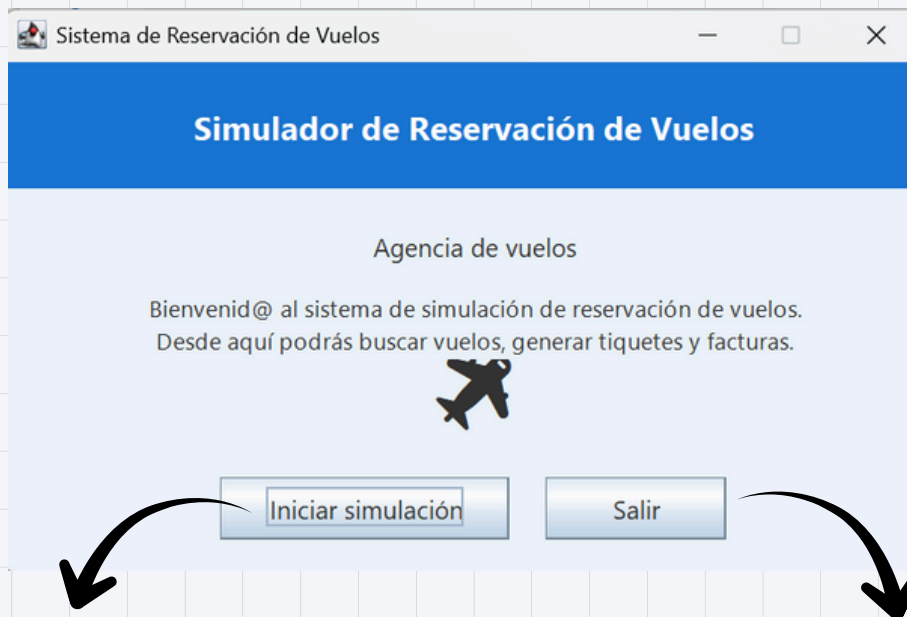 Sistema de Reservación de Vuelos
Simulador de Reservación de Vuelos
Agencia de vuelos
Bienvenid@ al sistema de simulación de reservación de vuelos.
Desde aquí podrás buscar vuelos, generar tiquetes y facturas.
Iniciar simulación
Salir